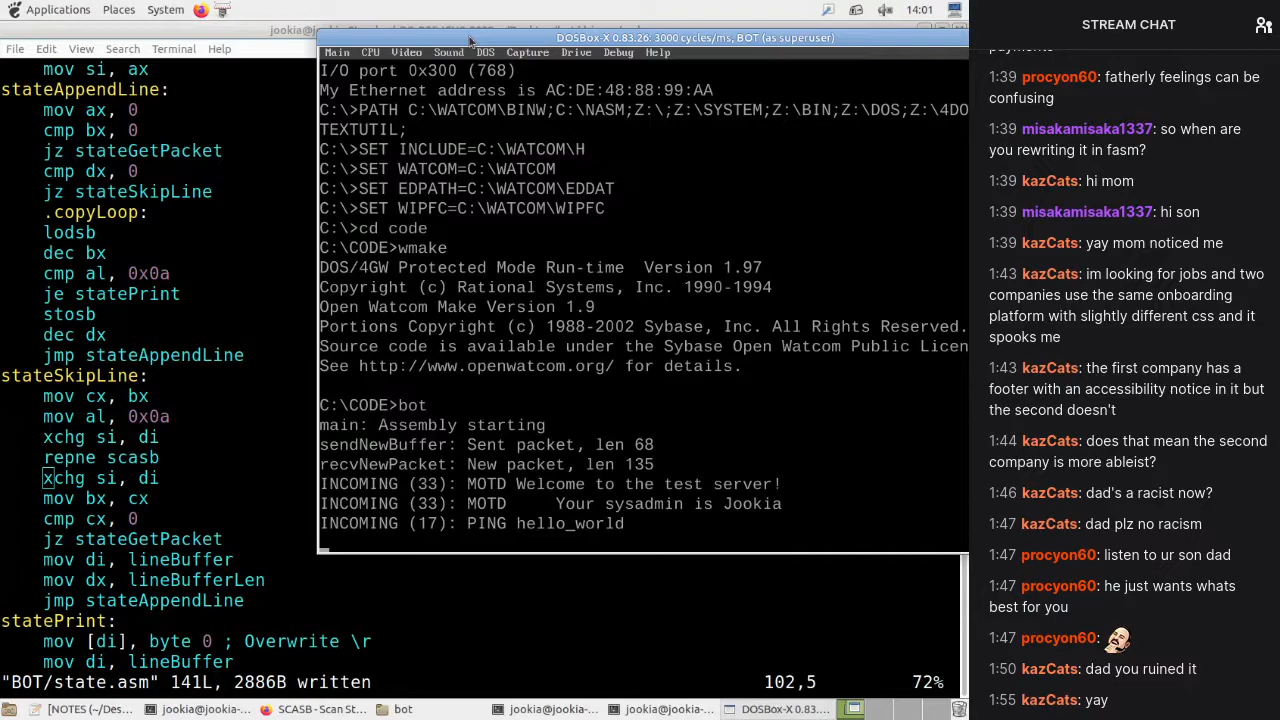 Applications Places System 14:01
jookia@jookia-
File Edit View Search Terminal Help
mov si, ax
stateAppendLine:
mov ax, 0
cmp bx, 0
jz stateGetPacket
cmp dx, 0
jz stateSkipLine
.copyLoop:
lodsb
dec bx
cmp al, 0x0a
je statePrint
stosb
dec dx
jmp stateAppendLine
stateSkipLine:
mov cx, bx
mov al, 0x0a
xchg si, di
repne scasb
xchg si, di
mov bx, cx
cmp cx, 0
jz stateGetPacket
mov di, lineBuffer
mov dx, lineBufferLen
jmp stateAppendLine
statePrint:
mov [di], byte 0 ; Overwrite \r
mov di, lineBuffer
"BOT/state.asm" 141L, 2886B written 102,5 72%
DOSBox-X 0.83.26: 3000 cycles/ms, BOT (as superuser)
Main CPU Video Sound DOS Capture Drive Debug Help
I/O port 0x300 (768)
My Ethernet address is AC:DE:48:88:99:AA
C:\>PATH C:\WATCOM\BINW;C:\NASM;Z:\;Z:\SYSTEM;Z:\BIN;Z:\DOS;Z:\4DO
TEXTUTIL;
C:\>SET INCLUDE=C:\WATCOM\H
C:\>SET WATCOM=C:\WATCOM
C:\>SET EDPATH=C:\WATCOM\EDDAT
C:\>SET WIPFC=C:\WATCOM\WIPFC
C:\>cd code
C:\CODE>wmake
DOS/4GW Protected Mode Run-time Version 1.97
Copyright (c) Rational Systems, Inc. 1990-1994
Open Watcom Make Version 1.9
Portions Copyright (c) 1988-2002 Sybase, Inc. All Rights Reserved.
Source code is available under the Sybase Open Watcom Public Licen
See http://www.openwatcom.org/ for details.
C:\CODE>bot
main: Assembly starting
sendNewBuffer: Sent packet, len 68
recvNewPacket: New packet, len 135
INCOMING (33): MOTD Welcome to the test server!
INCOMING (33): MOTD Your sysadmin is Jookia
INCOMING (17): PING hello_world
[NOTES (~/Des... jookia@jookia-... SCASB - Scan St... bot jookia@jookia-... jookia@jookia-... DOSBox-X 0.83....
STREAM CHAT
payments
1:39 procyon60: fatherly feelings can be
confusing
1:39 misakamisaka1337: so when are
you rewriting it in fasm?
1:39 kazCats: hi mom
1:39 misakamisaka1337: hi son
1:39 kazCats: yay mom noticed me
1:43 kazCats: im looking for jobs and two
companies use the same onboarding
platform with slightly different css and it
spooks me
1:43 kazCats: the first company has a
footer with an accessibility notice in it but
the second doesn't
1:44 kazCats: does that mean the second
company is more ableist?
1:46 kazCats: dad's a racist now?
1:47 kazCats: dad plz no racism
1:47 procyon60: listen to ur son dad
1:47 procyon60: he just wants whats
best for you
1:47 procyon60:
1:50 kazCats: dad you ruined it
1:55 kazCats: yay